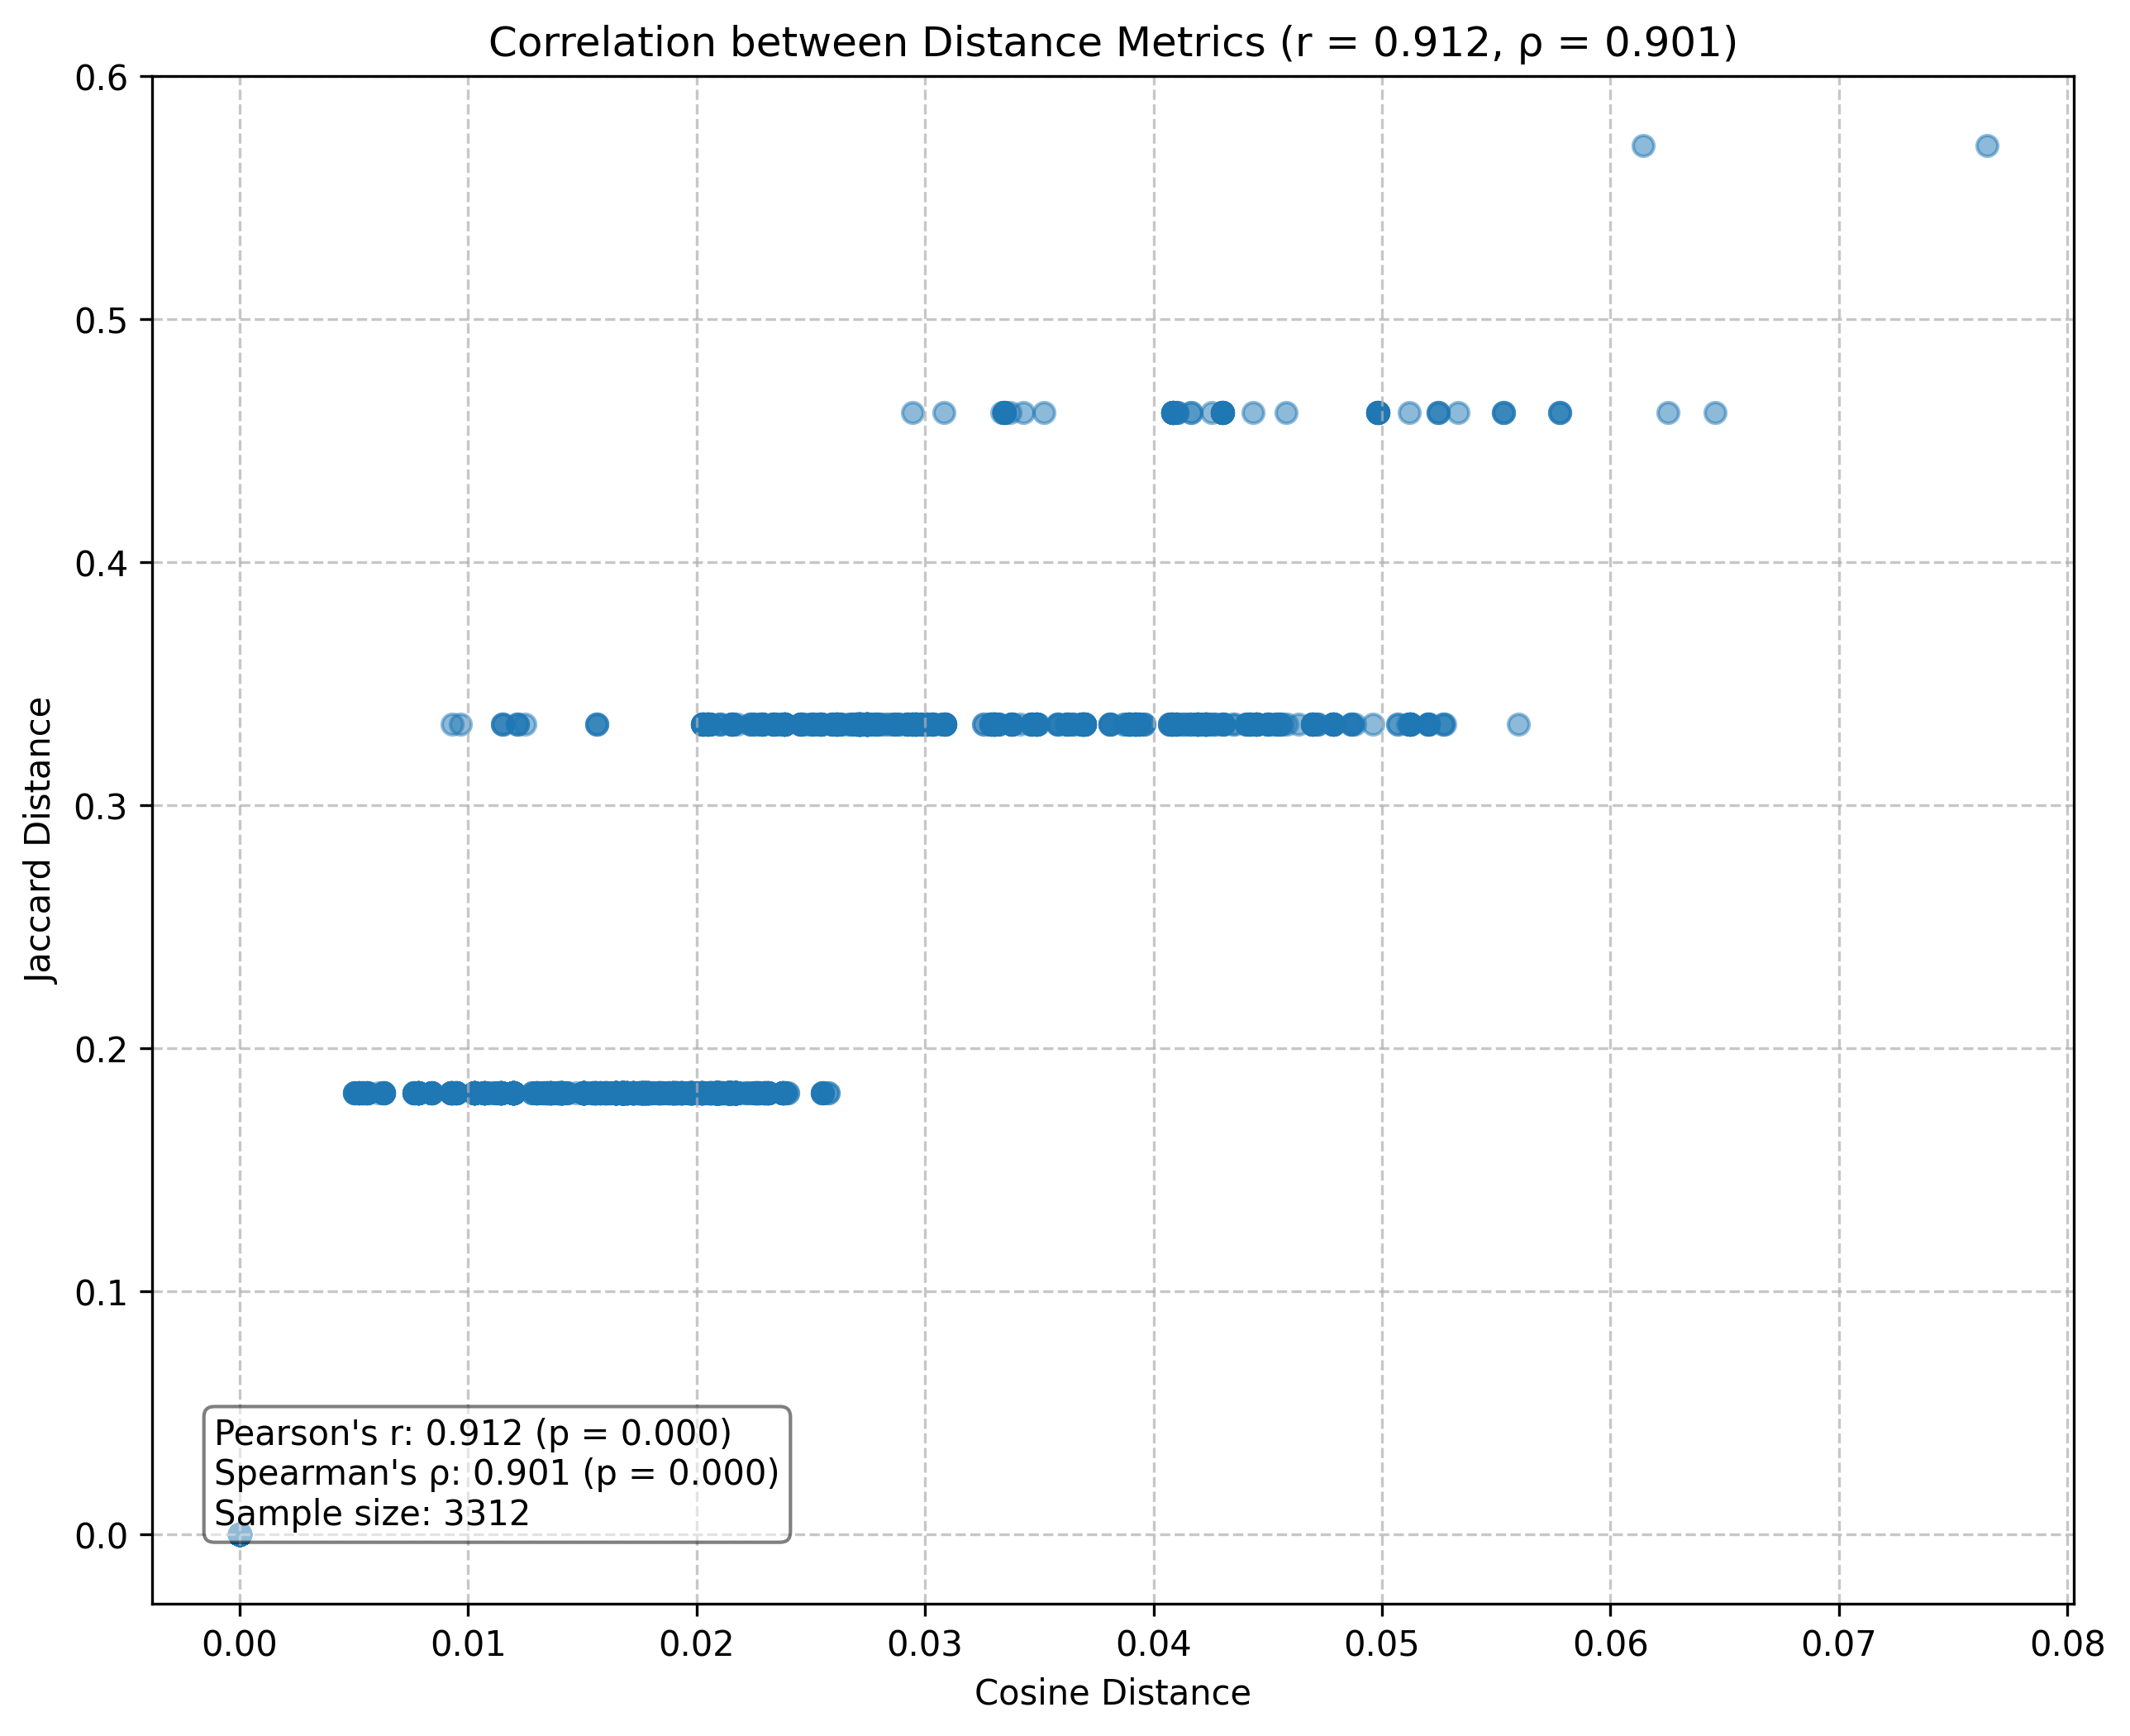 Correlation between Distance Metrics (r = 0.912, ρ = 0.901)
0.6
0.5
0.4
0.3
0.2
0.1
0.0
Jaccard Distance
Pearson's r: 0.912 (p = 0.000)
Spearman's ρ: 0.901 (p = 0.000)
Sample size: 3312
0.00 0.01 0.02 0.03 0.04 0.05 0.06 0.07 0.08
Cosine Distance